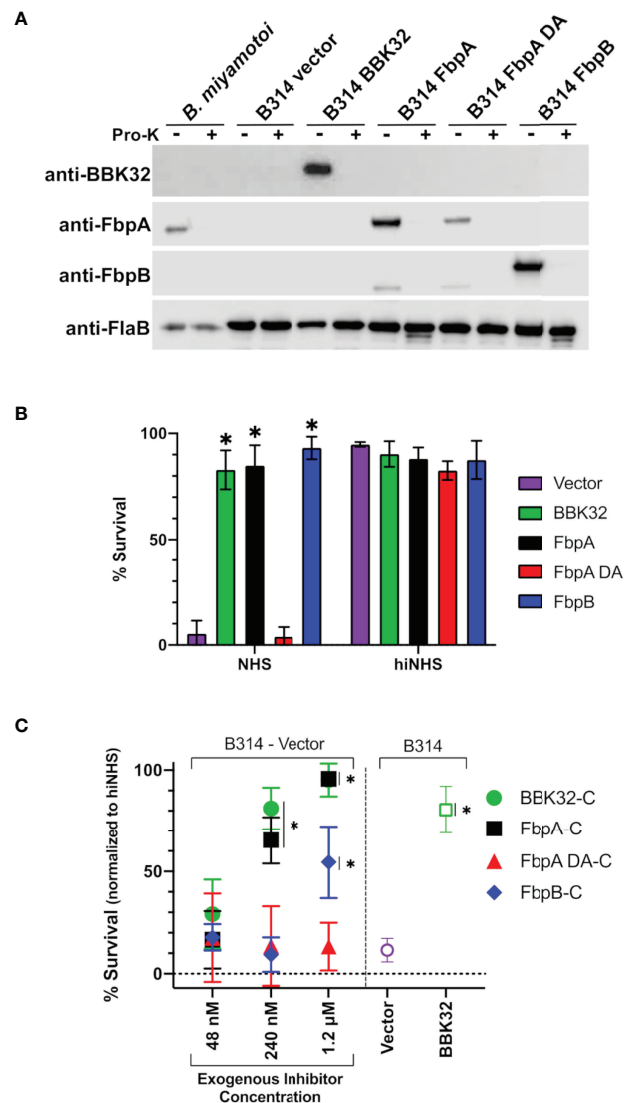 A
B. miyamotoi
B314 vector
B314 BBK32
B314 FbpA
B314 FbpA DA
B314 FbpB
Pro-K - + - + - + - + - + - +
anti-BBK32
anti-FbpA
anti-FbpB
anti-FlaB
B
% Survival
100
50
0
NHS
hiNHS
* * *
Vector
BBK32
FbpA
FbpA DA
FbpB
C
B314 - Vector
B314
% Survival (normalized to hiNHS)
100
50
0
* * * *
BBK32-C
FbpA-C
FbpA DA-C
FbpB-C
48 nM
240 nM
1.2 µM
Vector
BBK32
Exogenous Inhibitor
Concentration